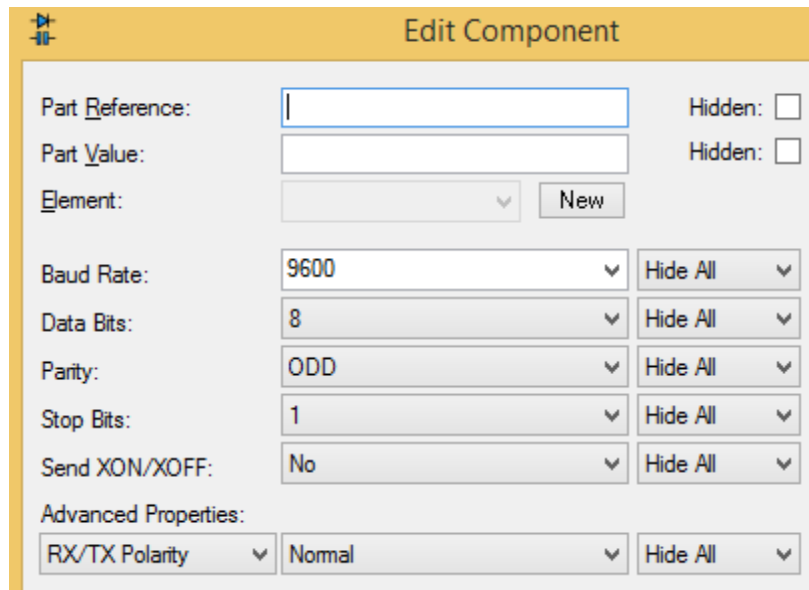 Edit Component
Part Reference: Hidden:
Part Value: Hidden:
Element: New
Baud Rate: 9600 Hide All
Data Bits: 8 Hide All
Parity: ODD Hide All
Stop Bits: 1 Hide All
Send XON/XOFF: No Hide All
Advanced Properties:
RX/TX Polarity Normal Hide All